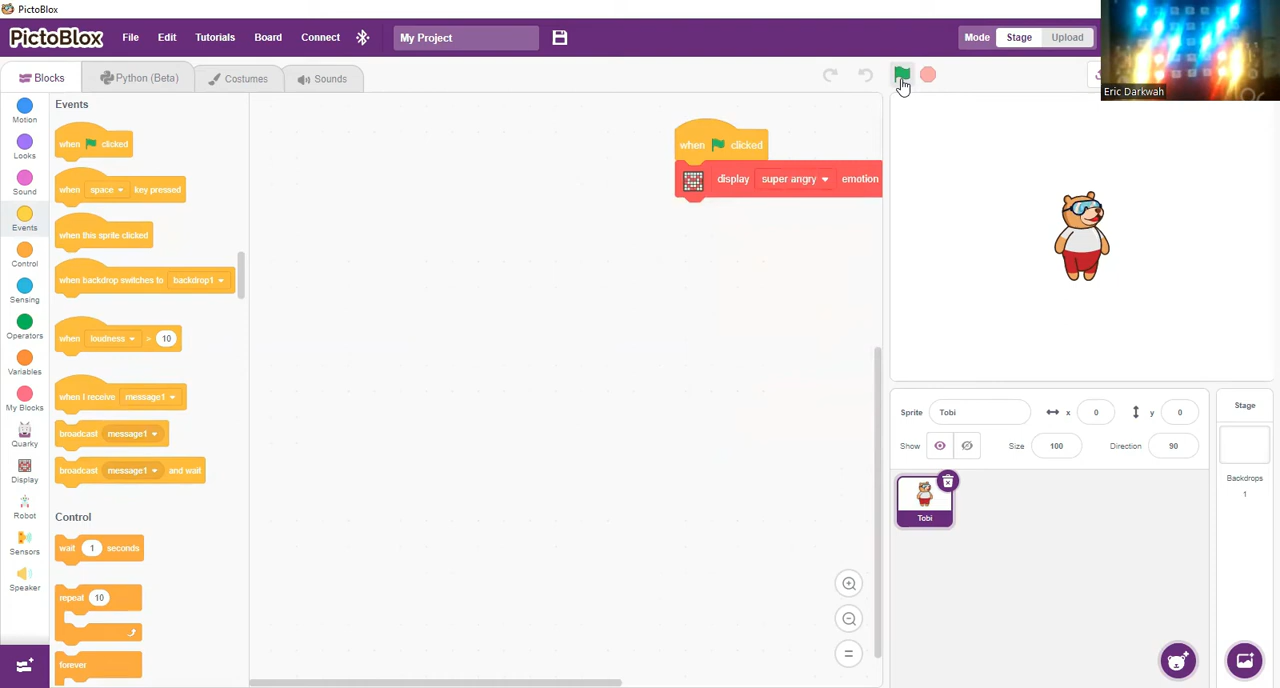 PictoBlox
PictoBlox File Edit Tutorials Board Connect My Project Mode Stage Upload
Eric Darkwah
Blocks Python (Beta) Costumes Sounds
Motion
Looks
Sound
Events
Control
Sensing
Operators
Variables
My Blocks
Quarky
Display
Robot
Sensors
Speaker
Events
when clicked
when space key pressed
when this sprite clicked
when backdrop switches to backdrop1
when loudness > 10
when I receive message1
broadcast message1
broadcast message1 and wait
Control
wait 1 seconds
repeat 10
forever
when clicked
display super angry emotion
Sprite Tobi x 0 y 0
Show Size 100 Direction 90
Tobi
Stage
Backdrops
1